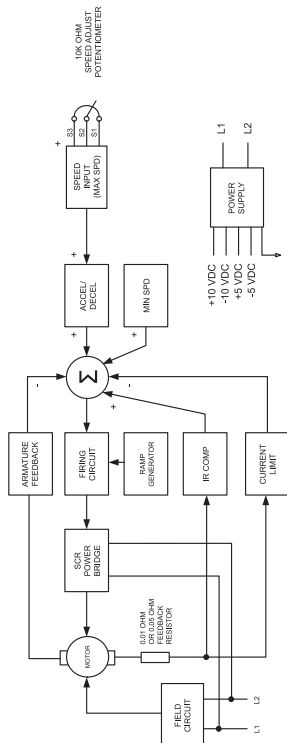 10K OHM
SPEED ADJUST
POTENTIOMETER
S3
S2
S1
+
SPEED
INPUT
(MAX SPD)
L1
L2
POWER
SUPPLY
+10 VDC
-10 VDC
+5 VDC
-5 VDC
+
ACCEL/
DECEL
+
MIN SPD
+
Σ
-
+
-
ARMATURE
FEEDBACK
FIRING
CIRCUIT
RAMP
GENERATOR
IR COMP
CURRENT
LIMIT
SCR
POWER
BRIDGE
MOTOR
0.01 OHM
OR 0.05 OHM
FEEDBACK
RESISTOR
FIELD
CIRCUIT
L2
L1